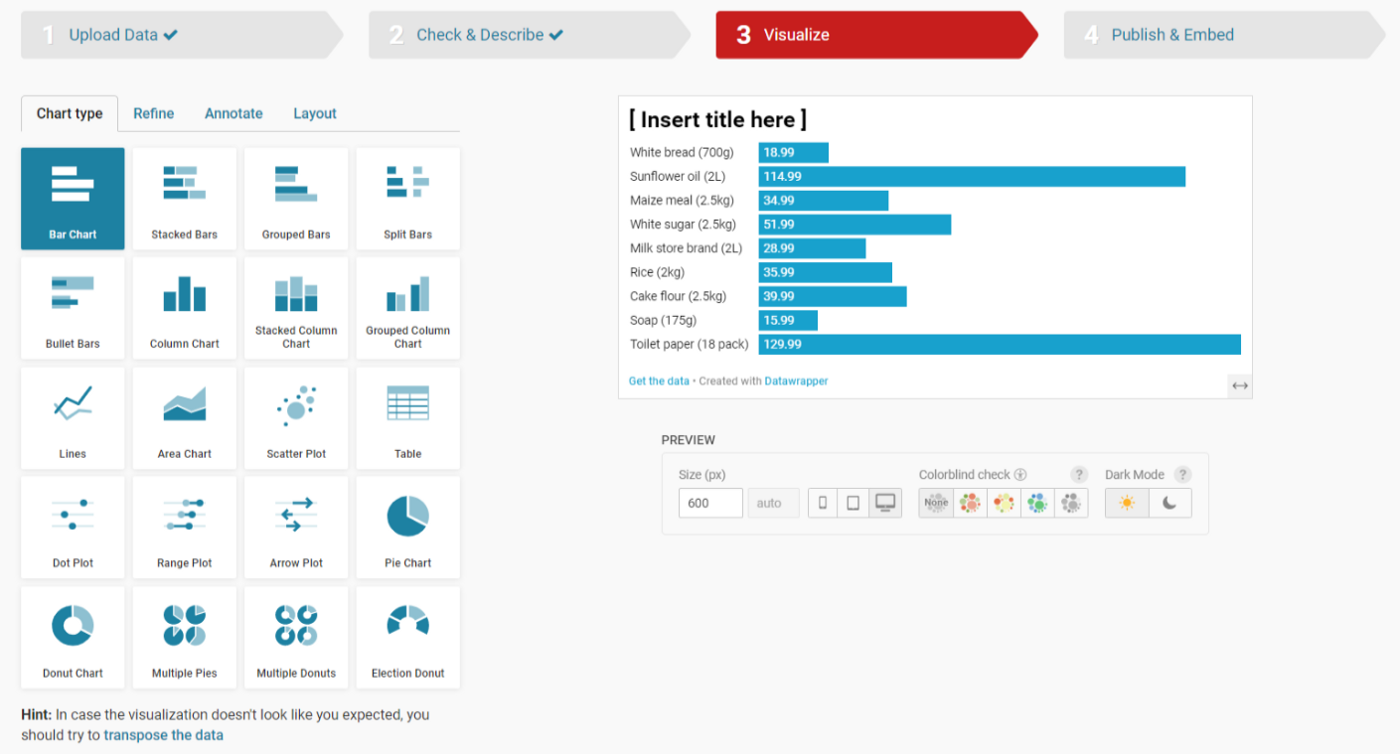 1 Upload Data
2 Check & Describe
3 Visualize
4 Publish & Embed
Chart type
Refine
Annotate
Layout
Bar Chart
Stacked Bars
Grouped Bars
Split Bars
Bullet Bars
Column Chart
Stacked Column
Chart
Grouped Column
Chart
Lines
Area Chart
Scatter Plot
Table
Dot Plot
Range Plot
Arrow Plot
Pie Chart
Donut Chart
Multiple Pies
Multiple Donuts
Election Donut
Hint: In case the visualization doesn't look like you expected, you
should try to transpose the data
[ Insert title here ]
White bread (700g) 18.99
Sunflower oil (2L) 114.99
Maize meal (2.5kg) 34.99
White sugar (2.5kg) 51.99
Milk store brand (2L) 28.99
Rice (2kg) 35.99
Cake flour (2.5kg) 39.99
Soap (175g) 15.99
Toilet paper (18 pack) 129.99
Get the data • Created with Datawrapper
PREVIEW
Size (px)
600
auto
Colorblind check
?
None
Dark Mode
?